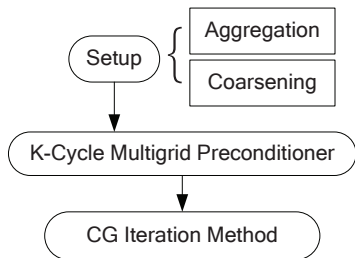 Aggregation
Setup
Coarsening
K-Cycle Multigrid Preconditioner
CG Iteration Method